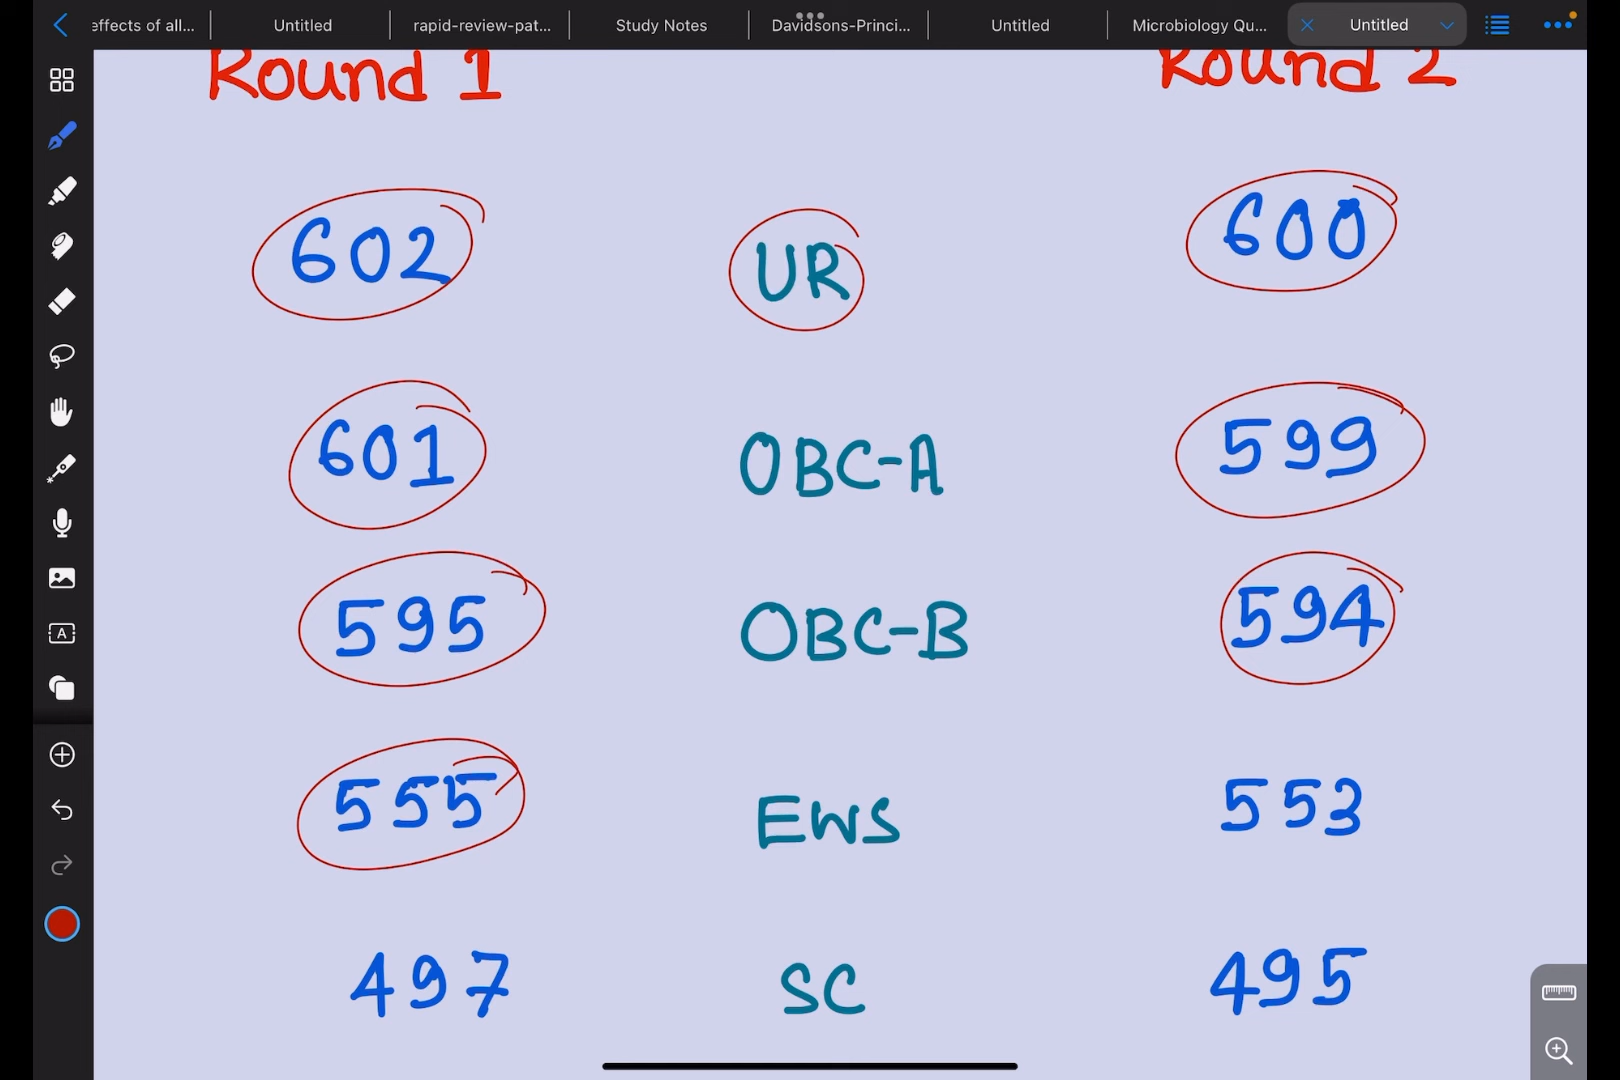 effects of all... Untitled rapid-review-pat... Study Notes Davidsons-Princi... Untitled Microbiology Qu... Untitled
Round 1 Round 2
602 UR 600
601 OBC-A 599
595 OBC-B 594
555 EWS 553
497 SC 495